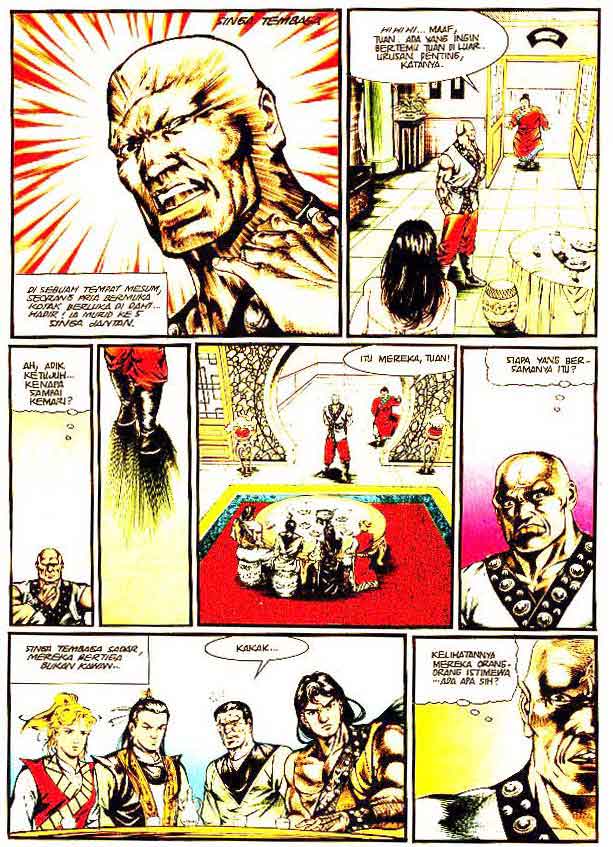 SINGA TEMBAGA
DI SEBUAH TEMPAT MESUM,
SEORANG PRIA BERMUKA
KOTAK BERLUKA DI DAHI...
HADIR! IA MURID KE 5
SINGA JANTAN.
HI HI HI... MAAF,
TUAN. ADA YANG INGIN
BERTEMU TUAN DI LUAR.
URUSAN PENTING,
KATANYA.
AH, ADIK
KETUJUH...
KENAPA
SAMPAI
KEMARI?
ITU MEREKA, TUAN!
SIAPA YANG BER-
SAMANYA ITU?
SINGA TEMBAGA SADAR,
MEREKA BERTIGA
BUKAN KAWAN...
KAKAK...
KELIHATANNYA
MEREKA ORANG-
ORANG ISTIMEWA
...ADA APA SIH?